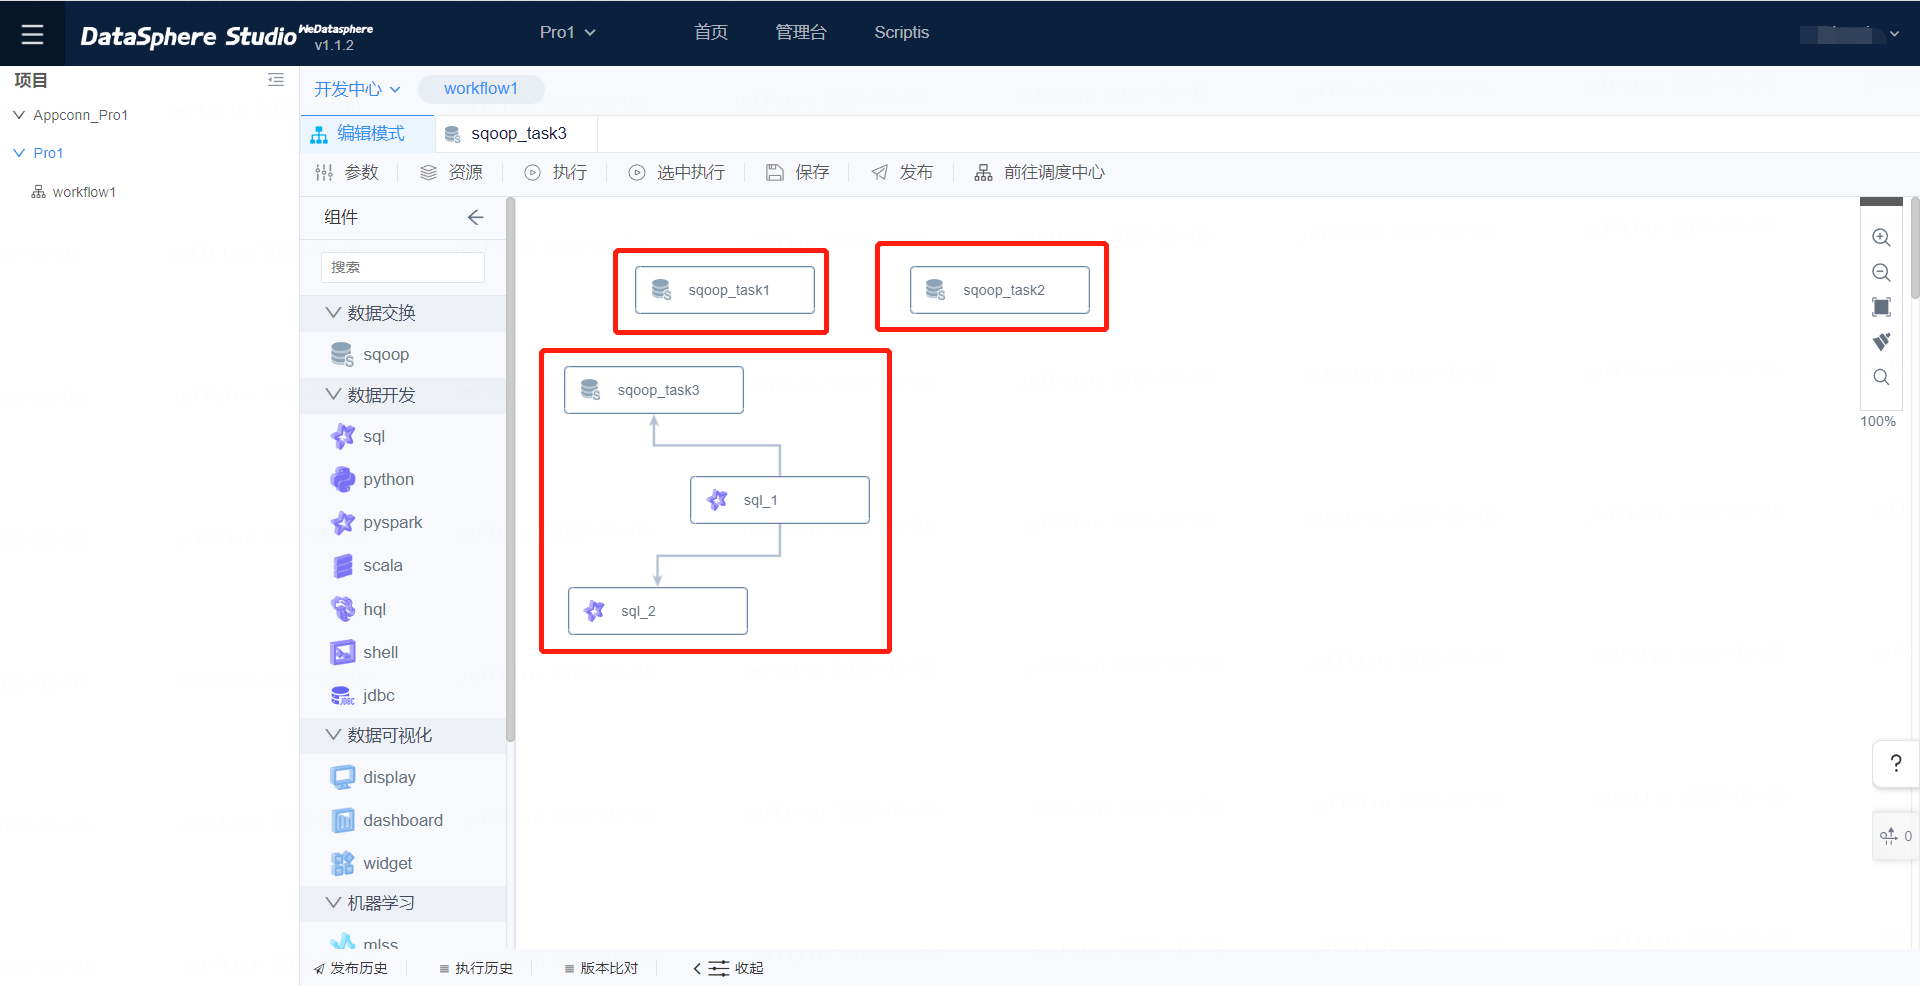 DataSphere Studio WeDatasphere
v1.1.2
Pro1
首页
管理台
Scriptis
项目
Appconn_Pro1
Pro1
workflow1
开发中心
workflow1
编辑模式
sqoop_task3
参数
资源
执行
选中执行
保存
发布
前往调度中心
组件
搜索
数据交换
sqoop
数据开发
sql
python
pyspark
scala
hql
shell
jdbc
数据可视化
display
dashboard
widget
机器学习
mlss
sqoop_task1
sqoop_task2
sqoop_task3
sql_1
sql_2
100%
?
0
发布历史
执行历史
版本比对
收起